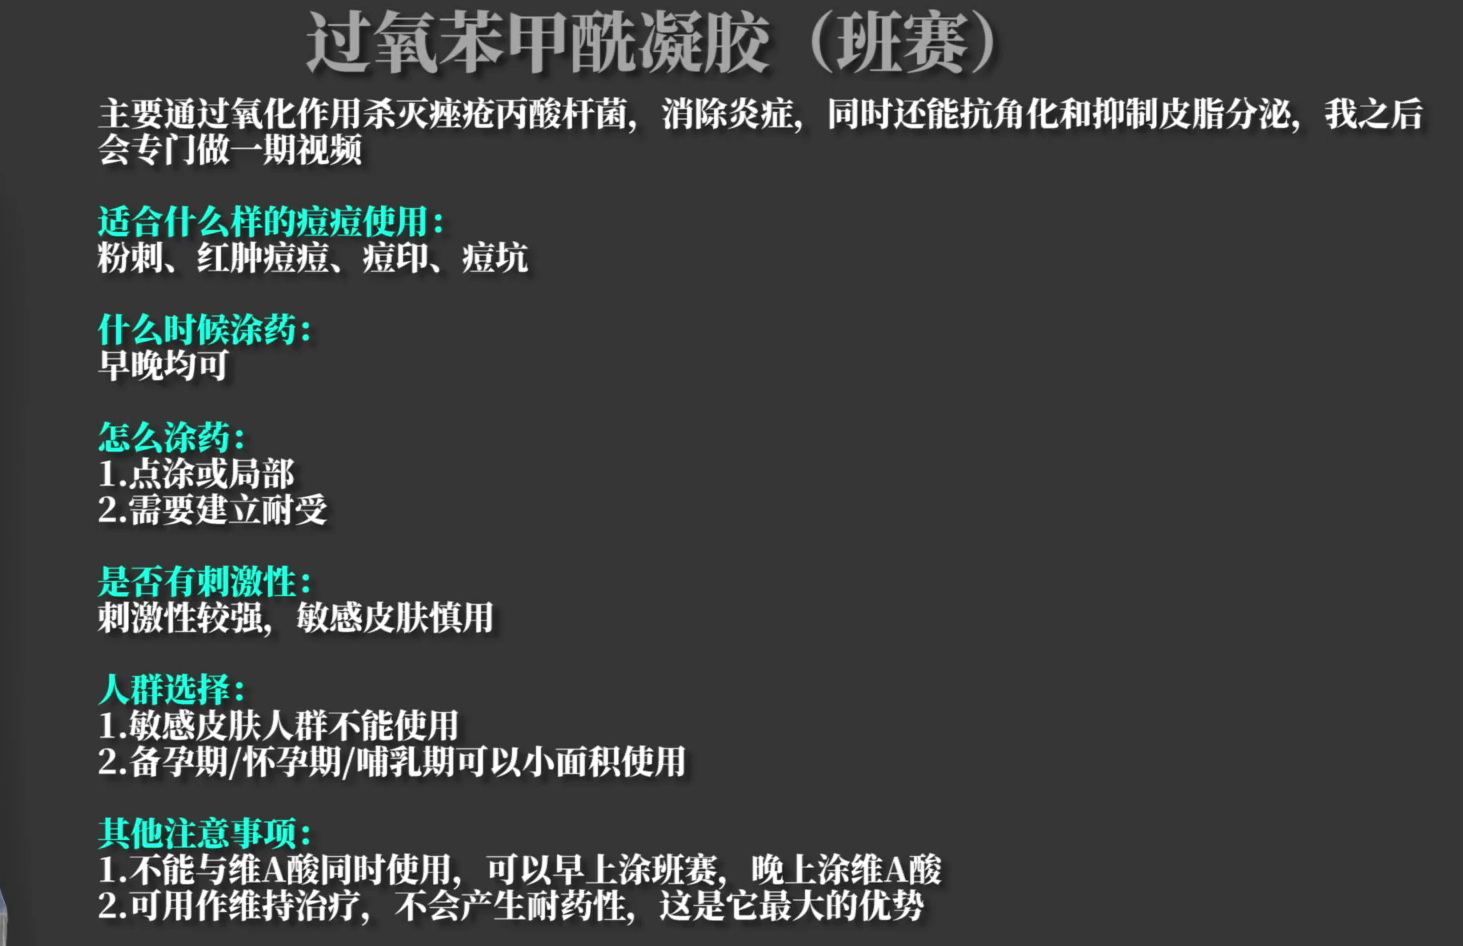 过氧苯甲酰凝胶（班赛）
主要通过氧化作用杀灭痤疮丙酸杆菌，消除炎症，同时还能抗角化和抑制皮脂分泌，我之后
会专门做一期视频
适合什么样的痘痘使用：
粉刺、红肿痘痘、痘印、痘坑
什么时候涂药：
早晚均可
怎么涂药：
1.点涂或局部
2.需要建立耐受
是否有刺激性：
刺激性较强，敏感皮肤慎用
人群选择：
1.敏感皮肤人群不能使用
2.备孕期/怀孕期/哺乳期可以小面积使用
其他注意事项：
1.不能与维A酸同时使用，可以早上涂班赛，晚上涂维A酸
2.可用作维持治疗，不会产生耐药性，这是它最大的优势